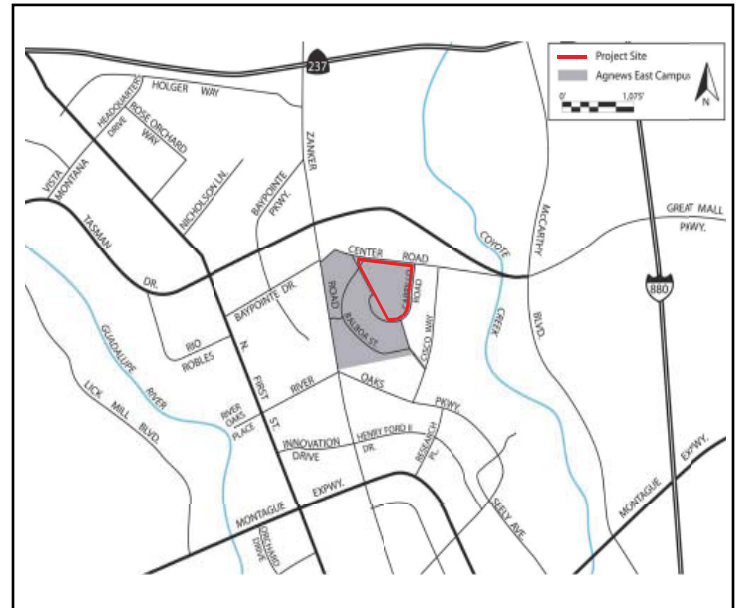 237
Project Site
Agnews East Campu
0'
1,075'
N
HOLGER WAY
HEADQUARTERS
DRIVE
ROSE ORCHARD
WAY
ZANKER
VISTA
MONTANA
NICHOLSON LN.
BAYPOINTE
PKWY.
McCARTHY
GREAT MALL
PKWY.
TASMAN
DR.
CENTER ROAD
COYOTE
880
ROAD
ROAD
BAYPOINTE DR.
BALBOA ST.
CISCO WAY
CREEK
BLVD.
GUADALUPE
RIVER
RIO
ROBLES
N.
FIRST
ST.
LICK MILL BLVD.
RIVER
OAKS
PLACE
RIVER OAKS PKWY.
INNOVATION
DRIVE
HENRY FORD II
DR.
RESEARCH
PL.
SEELY AVE.
MONTAGUE EXPWY.
MONTAGUE EXPWY.
ORCHARD
DRIVE